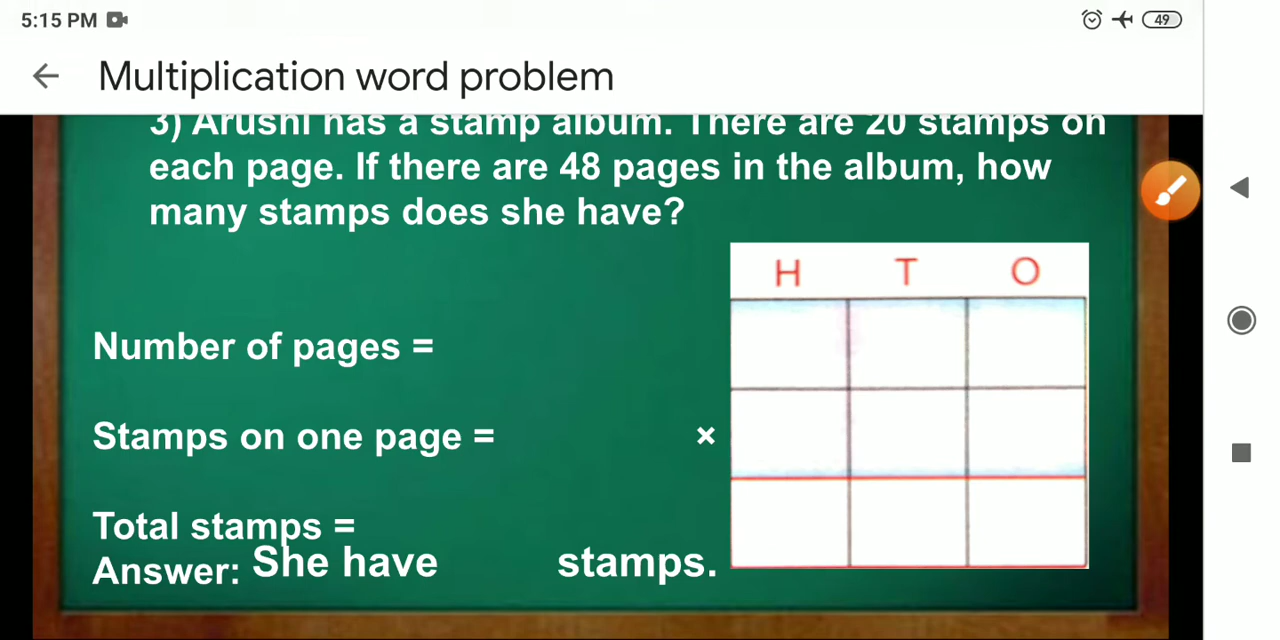 5:15 PM
49
Multiplication word problem
3) Arushi has a stamp album. There are 20 stamps on
each page. If there are 48 pages in the album, how
many stamps does she have?
H T O
Number of pages =
Stamps on one page = ×
Total stamps =
Answer: She have stamps.